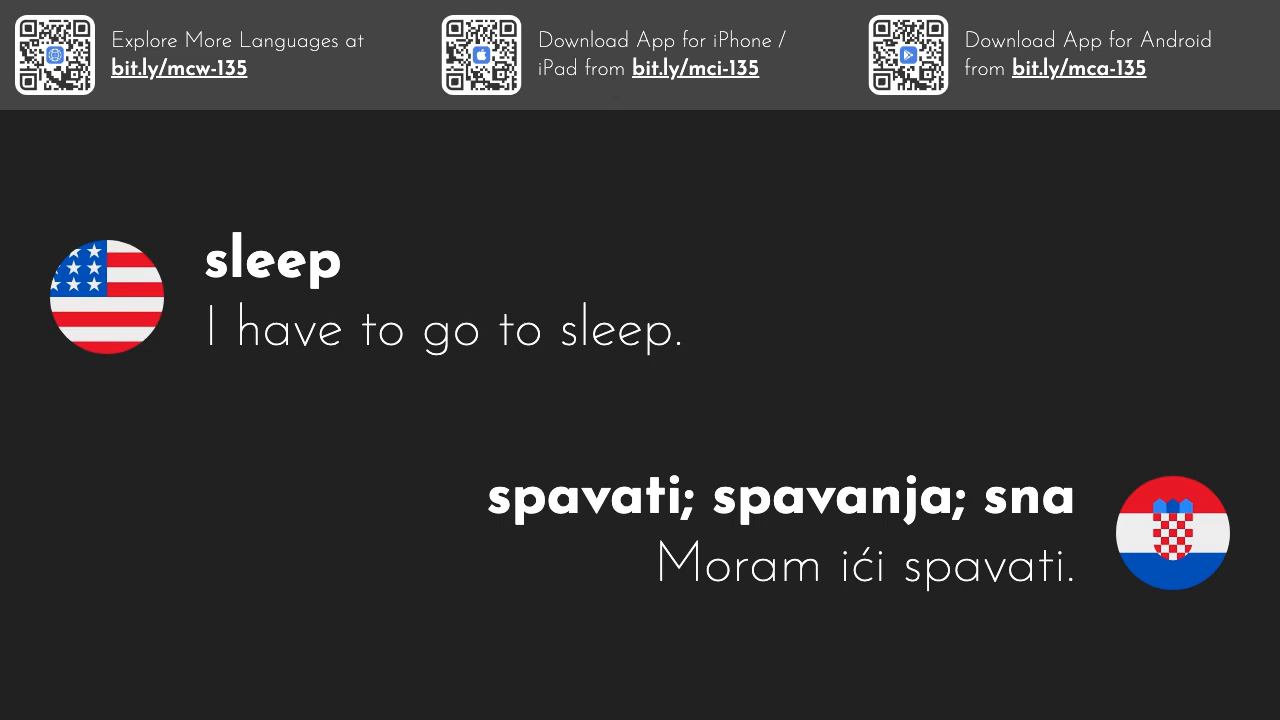 Explore More Languages at
bit.ly/mcw-135
Download App for iPhone /
iPad from bit.ly/mci-135
Download App for Android
from bit.ly/mca-135
sleep
I have to go to sleep.
spavati; spavanja; sna
Moram ići spavati.